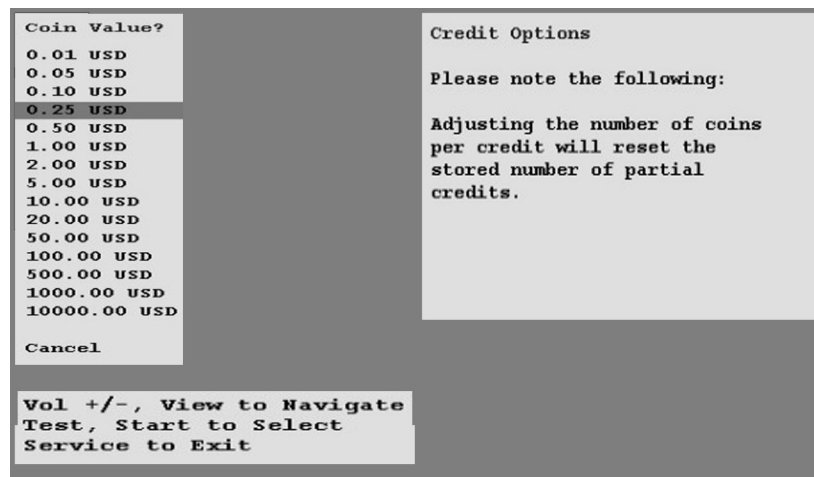 Coin Value?
0.01 USD
0.05 USD
0.10 USD
0.25 USD
0.50 USD
1.00 USD
2.00 USD
5.00 USD
10.00 USD
20.00 USD
50.00 USD
100.00 USD
500.00 USD
1000.00 USD
10000.00 USD
Cancel
Vol +/-, View to Navigate
Test, Start to Select
Service to Exit
Credit Options
Please note the following:
Adjusting the number of coins
per credit will reset the
stored number of partial
credits.